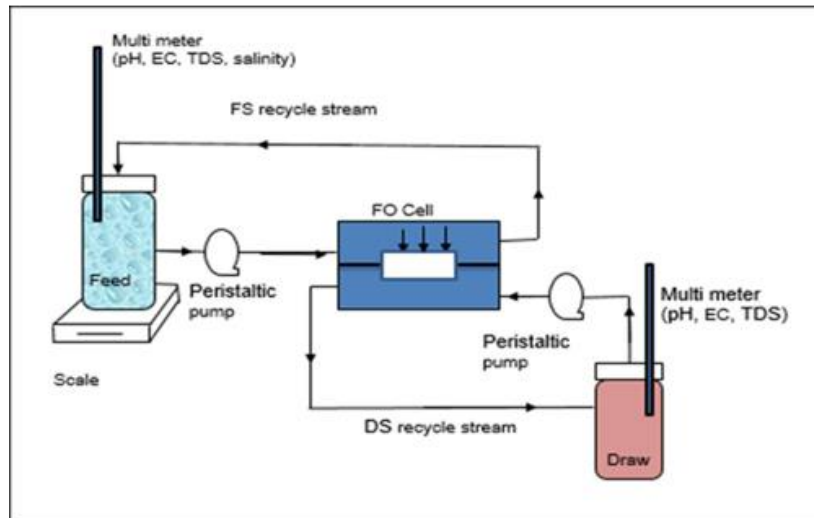 Multi meter
(pH, EC, TDS, salinity)
FS recycle stream
FO Cell
Feed
Peristaltic
pump
Scale
Multi meter
(pH, EC, TDS)
Peristaltic
pump
DS recycle stream
Draw